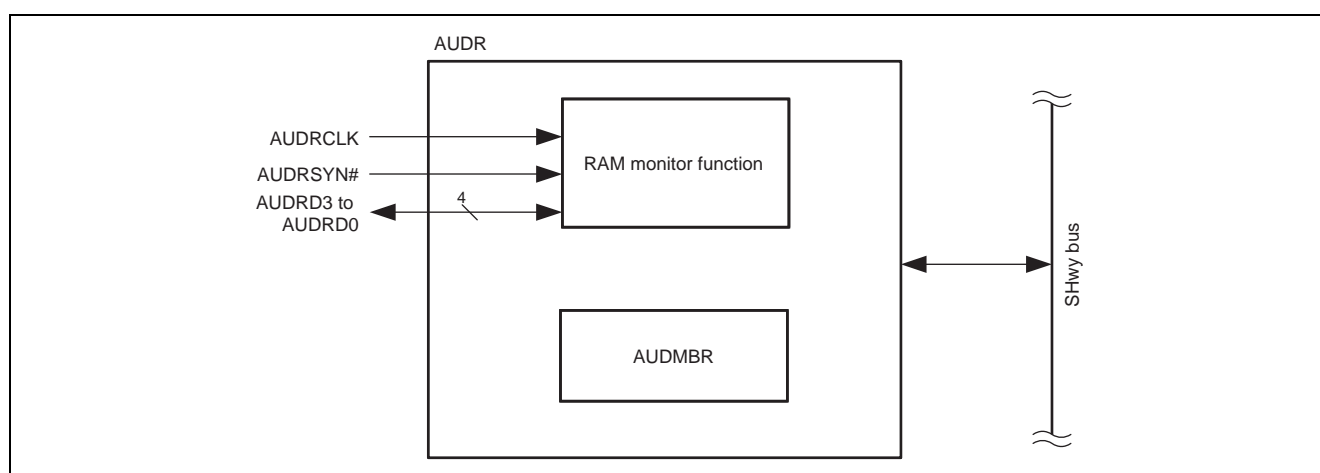 AUDR
AUDRCLK
AUDRSYN#
AUDRD3 to
AUDRD0
4
RAM monitor function
AUDMBR
SHwy bus